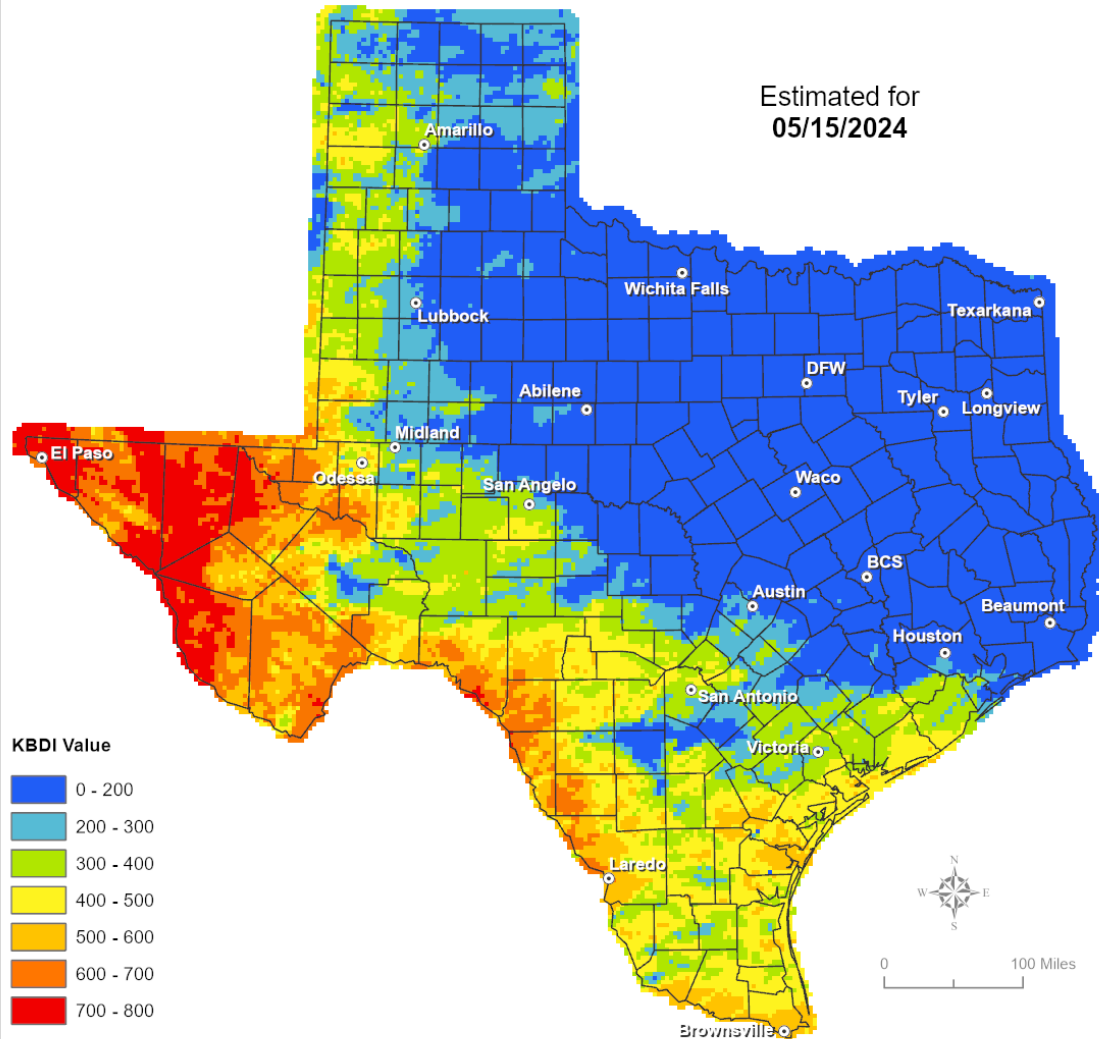 Estimated for
05/15/2024
Amarillo
Wichita Falls
Texarkana
Lubbock
DFW
Abilene
Tyler
Longview
Midland
El Paso
Odessa
San Angelo
Waco
BCS
Austin
Beaumont
Houston
San Antonio
Victoria
Laredo
Brownsville
KBDI Value
0 - 200
200 - 300
300 - 400
400 - 500
500 - 600
600 - 700
700 - 800
N
W E
S
0 100 Miles